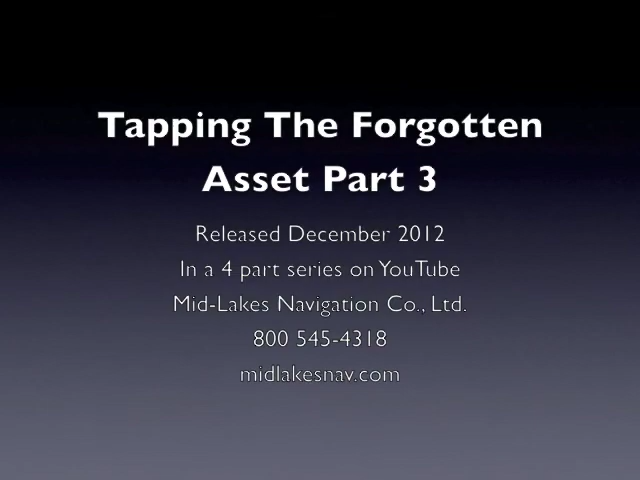 Tapping The Forgotten
Asset Part 3
Released December 2012
In a 4 part series on YouTube
Mid-Lakes Navigation Co., Ltd.
800 545-4318
midlakesnav.com